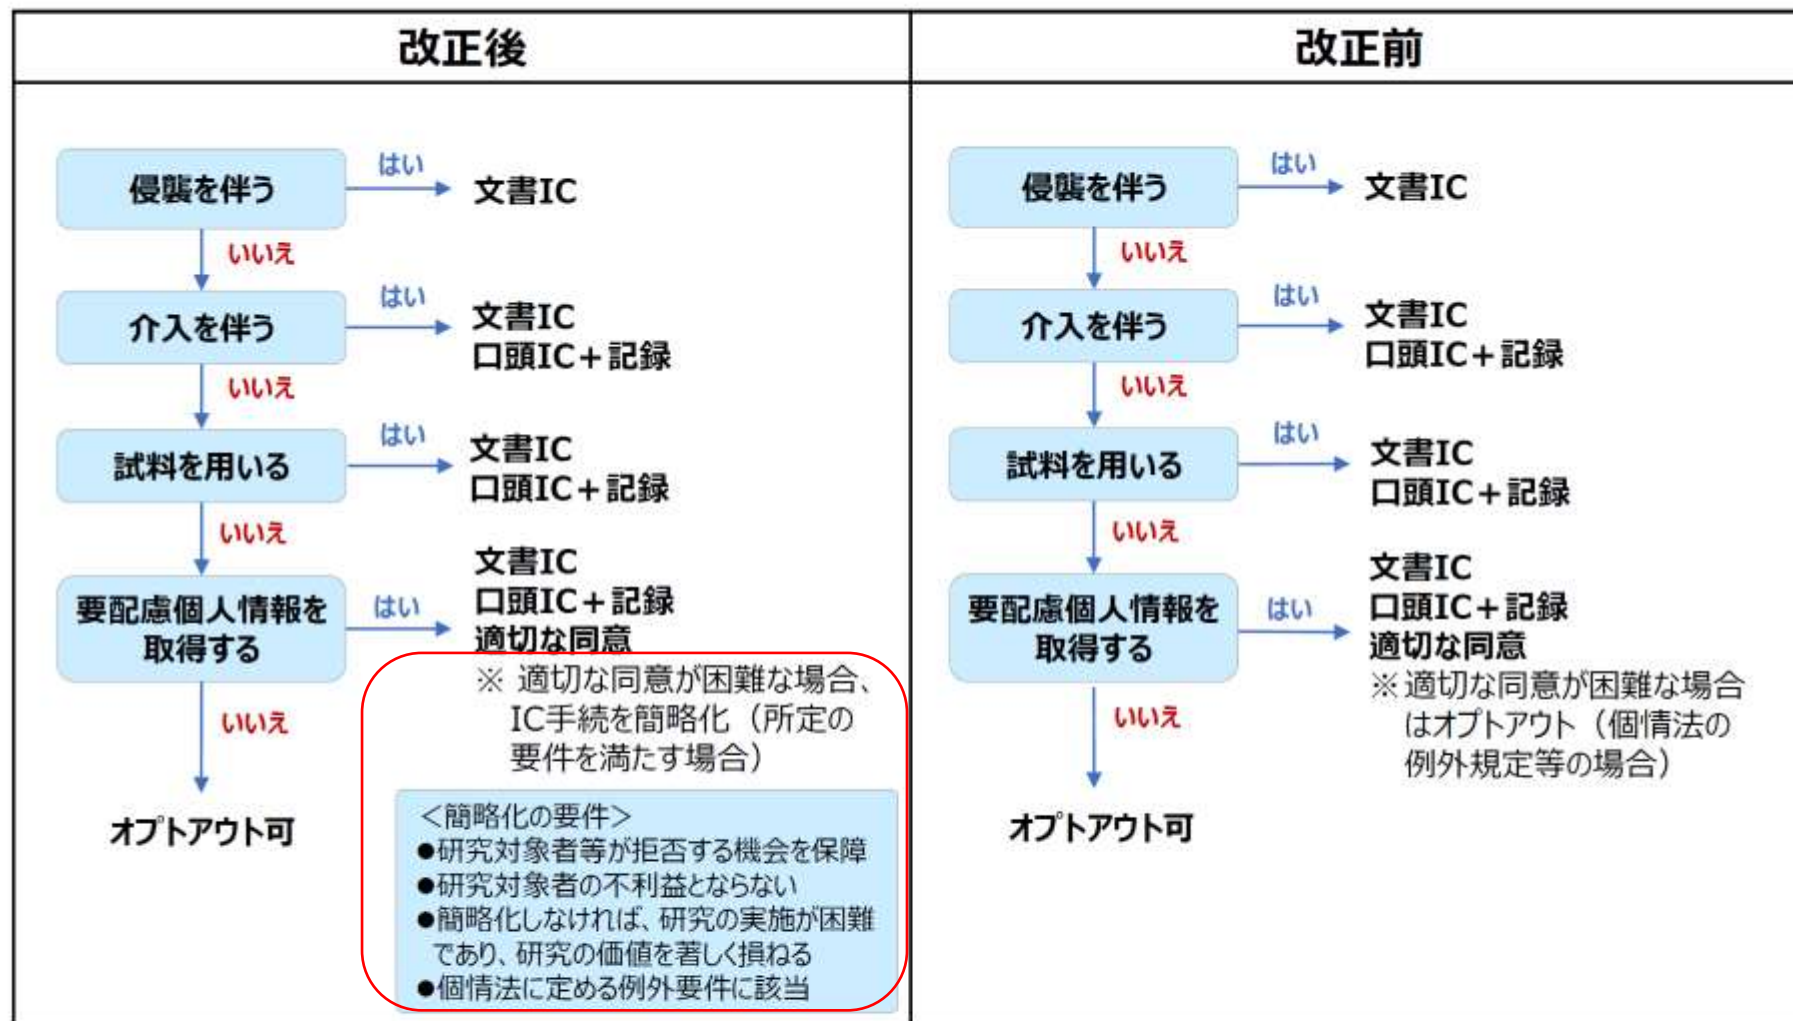 改正後
侵襲を伴う
はい
文書IC
いいえ
介入を伴う
はい
文書IC
口頭IC+記録
いいえ
試料を用いる
はい
文書IC
口頭IC+記録
いいえ
要配慮個人情報を
取得する
はい
文書IC
口頭IC+記録
適切な同意
※ 適切な同意が困難な場合、
IC手続を簡略化（所定の
要件を満たす場合）
いいえ
オプトアウト可
＜簡略化の要件＞
●研究対象者等が拒否する機会を保障
●研究対象者の不利益とならない
●簡略化しなければ、研究の実施が困難
であり、研究の価値を著しく損ねる
●個情法に定める例外要件に該当
改正前
侵襲を伴う
はい
文書IC
いいえ
介入を伴う
はい
文書IC
口頭IC+記録
いいえ
試料を用いる
はい
文書IC
口頭IC+記録
いいえ
要配慮個人情報を
取得する
はい
文書IC
口頭IC+記録
適切な同意
※適切な同意が困難な場合
はオプトアウト（個情法の
例外規定等の場合）
いいえ
オプトアウト可